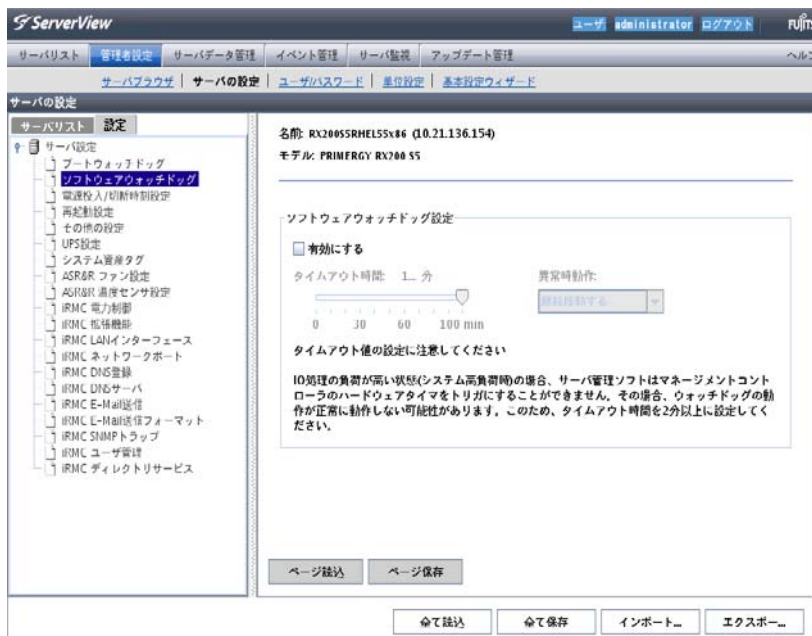 ServerView
ユーザ administrator ログアウト
サーバリスト 管理者設定 サーバデータ管理 イベント管理 サーバ監視 アップデート管理
サーバブラウザ | サーバの設定 | ユーザ/パスワード | 単位設定 | 基本設定ウィザード
サーバの設定
サーバリスト 設定
サーバ設定
ブートウォッチドッグ
ソフトウェアウォッチドッグ
電源投入/切断時刻設定
再起動設定
その他の設定
UPS設定
システム資産タグ
ASR&R ファン設定
ASR&R 温度センサ設定
iRMC 電力制御
iRMC 拡張機能
iRMC LANインターフェース
iRMC ネットワークポート
iRMC DNS登録
iRMC DNSサーバ
iRMC E-Mail送信
iRMC E-Mail送信フォーマット
iRMC SNMPトラップ
iRMC ユーザ管理
iRMC ディレクトリサービス
名前: RX200S5RHEL55x86 (10.21.136.154)
モデル: PRIMERGY RX200 S5
ソフトウェアウォッチドッグ設定
有効にする
タイムアウト時間: 1... 分
異常時動作:
継続稼動する
0 30 60 100 min
タイムアウト値の設定に注意してください
IO処理の負荷が高い状態(システム高負荷時)の場合、サーバ管理ソフトはマネージメントコント
ローラのハードウェアタイマをトリガにすることができません。その場合、ウォッチドッグの動
作が正常に動作しない可能性があります。このため、タイムアウト時間を2分以上に設定してく
ださい。
ページ読込 ページ保存
全て読込 全て保存 インポート... エクスポー...